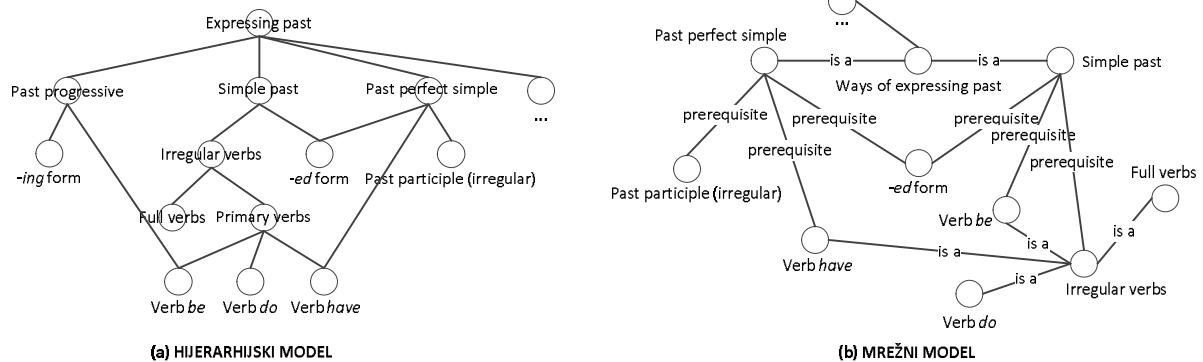 Expressing past
Past progressive
Simple past
Past perfect simple
...
Irregular verbs
-ing form
-ed form
Past participle (irregular)
Full verbs
Primary verbs
Verb be
Verb do
Verb have
(a) HIJERARHIJSKI MODEL
...
Past perfect simple
is a
is a
Simple past
Ways of expressing past
prerequisite
prerequisite
prerequisite
prerequisite
prerequisite
prerequisite
Past participle (irregular)
-ed form
Full verbs
Verb be
is a
is a
Verb have
is a
is a
Irregular verbs
Verb do
(b) MREŽNI MODEL